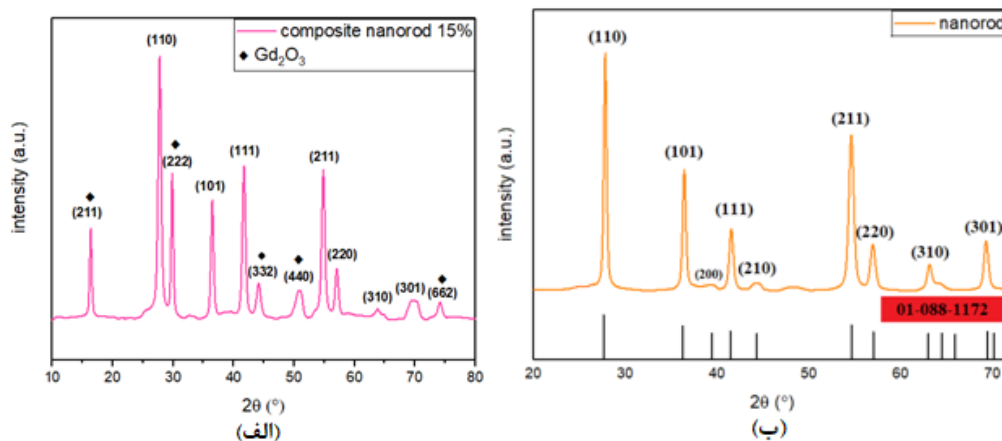 composite nanorod 15%
◆ Gd₂O₃
intensity (a.u.)
◆
(211)
(110)
◆
(222)
(101)
(111)
◆
(332)
◆
(440)
(211)
(220)
(310)
(301)
◆
(662)
10 20 30 40 50 60 70 80
2θ (°)
(الف)
nanorod
intensity (a.u.)
(110)
(101)
(200)
(111)
(210)
(211)
(220)
(310)
(301)
01-088-1172
20 30 40 50 60 70
2θ (°)
(ب)